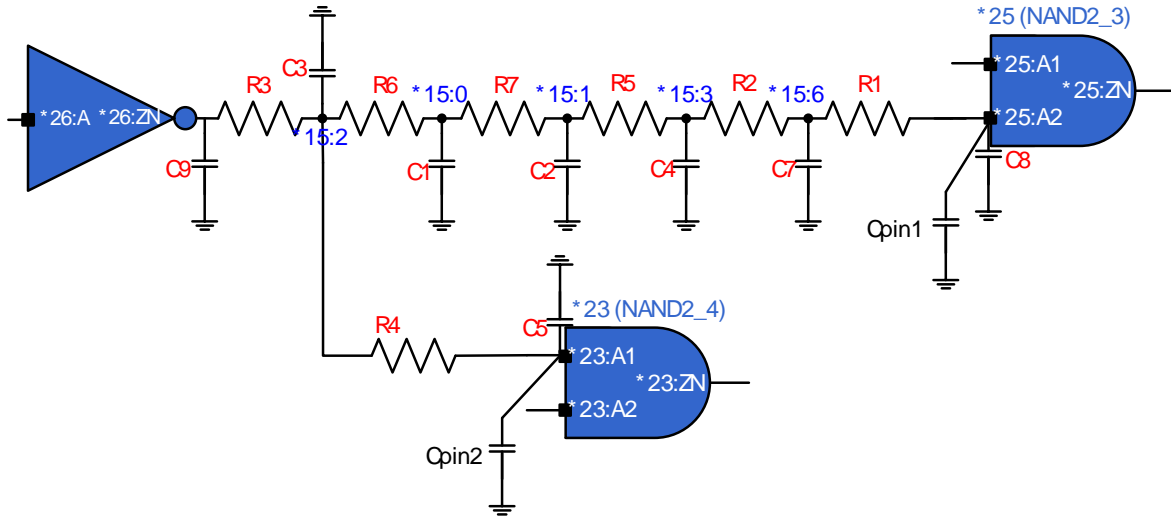 *25 (NAND2_3)
C3
R3
R6
*15:0
R7
*15:1
R5
*15:3
R2
*15:6
R1
*25:A1
*25:ZN
*26:A
*26:ZN
*15:2
*25:A2
C9
C1
C2
C4
C7
C8
Cpin1
*23 (NAND2_4)
R4
C5
*23:A1
*23:ZN
*23:A2
Cpin2